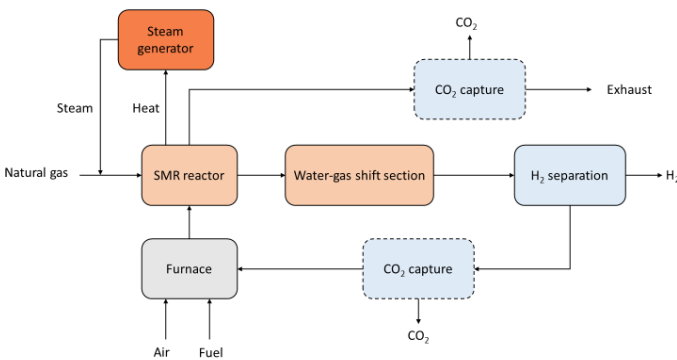 Steam
generator
CO₂
CO₂ capture
Exhaust
Steam
Heat
Natural gas
SMR reactor
Water-gas shift section
H₂ separation
H₂
Furnace
CO₂ capture
CO₂
Air
Fuel